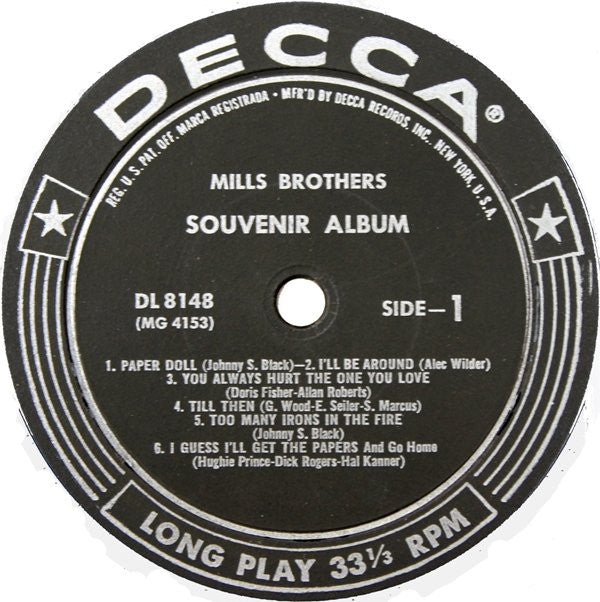 DECCA®
REG. U.S. PAT. OFF. MARCA REGISTRADA • MFR'D BY DECCA RECORDS, INC., NEW YORK, U.S.A.
MILLS BROTHERS
SOUVENIR ALBUM
DL 8148
(MG 4153)
SIDE—1
1. PAPER DOLL (Johnny S. Black)—2. I'LL BE AROUND (Alec Wilder)
3. YOU ALWAYS HURT THE ONE YOU LOVE
(Doris Fisher-Allan Roberts)
4. TILL THEN (G. Wood-E. Seiler-S. Marcus)
5. TOO MANY IRONS IN THE FIRE
(Johnny S. Black)
6. I GUESS I'LL GET THE PAPERS And Go Home
(Hughie Prince-Dick Rogers-Hal Kanner)
LONG PLAY 33⅓ RPM